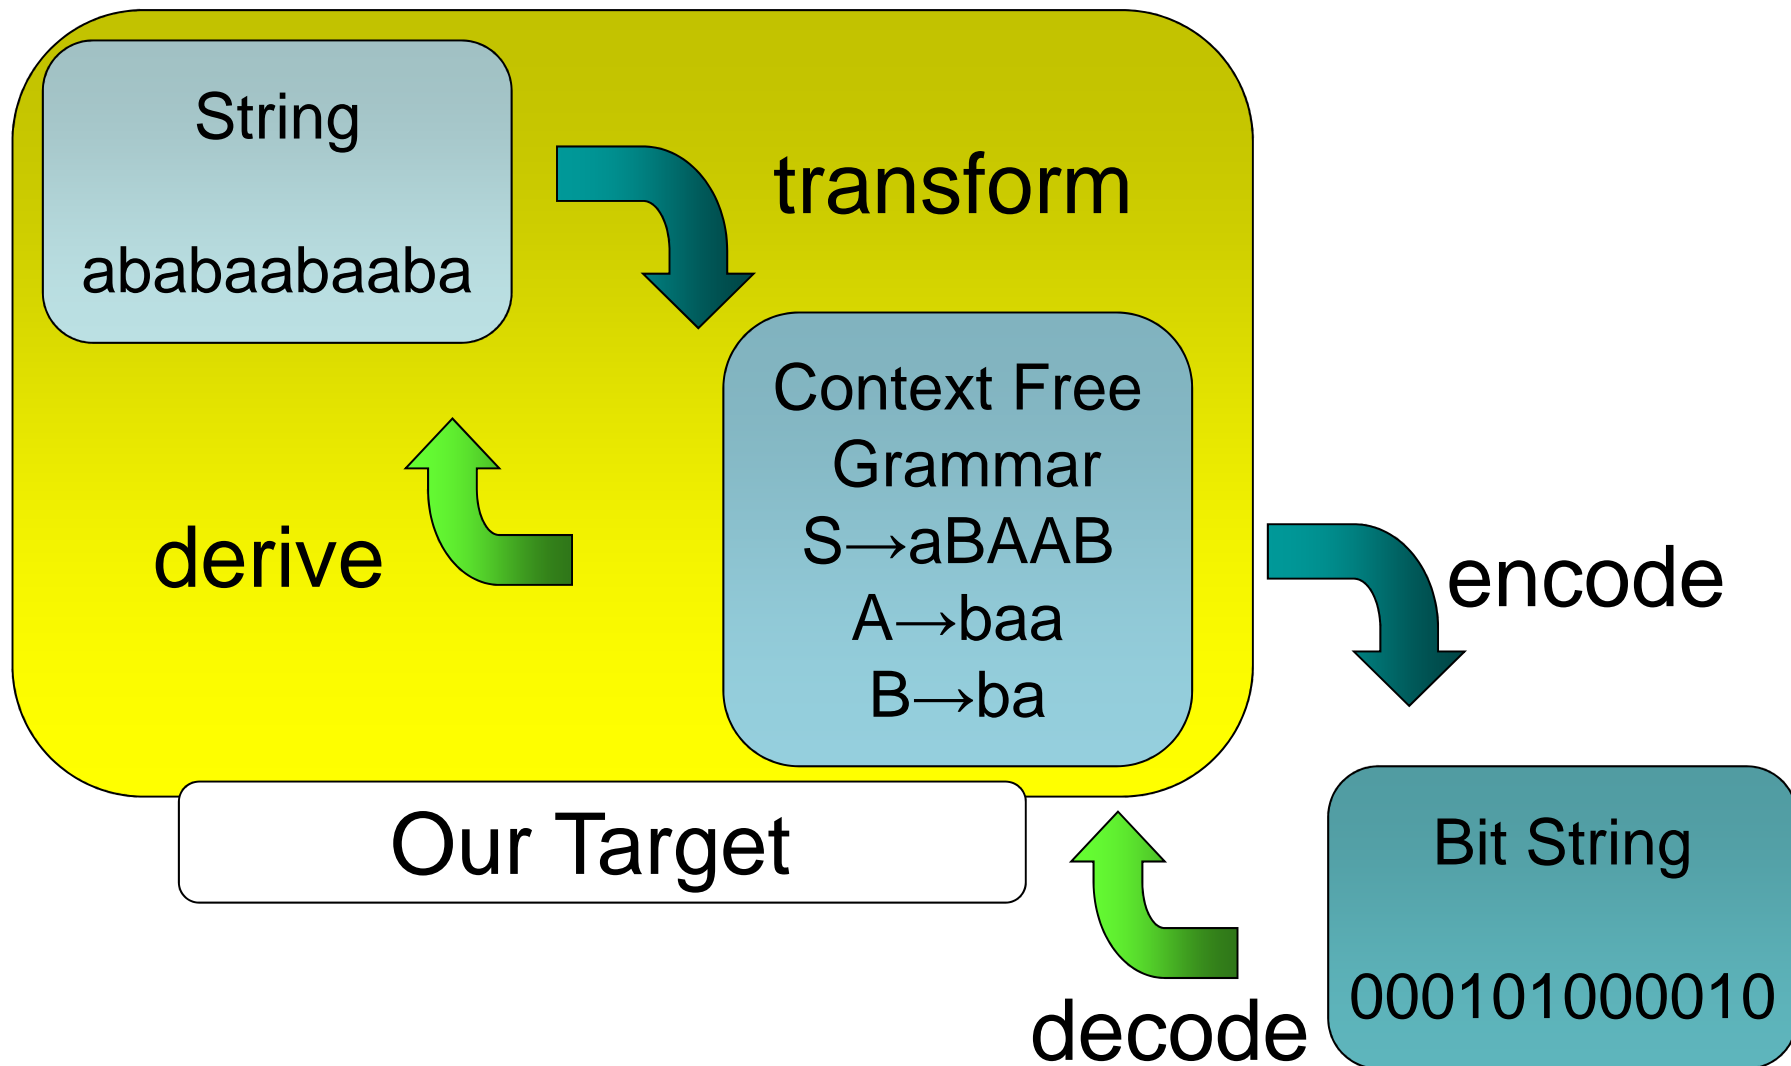 String
ababaabaaba
transform
Context Free
Grammar
S→aBAAB
A→baa
B→ba
derive
encode
Our Target
Bit String
000101000010
decode